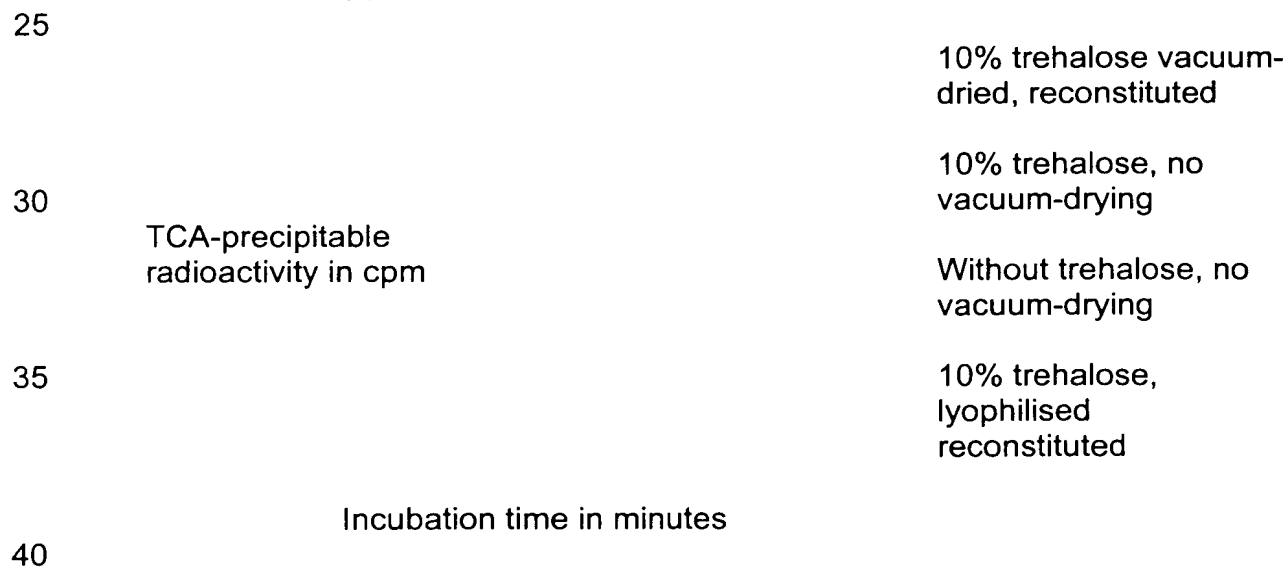 25
10% trehalose vacuum-
dried, reconstituted
10% trehalose, no
30
vacuum-drying
TCA-precipitable
radioactivity in cpm
Without trehalose, no
vacuum-drying
35
10% trehalose,
lyophilised
reconstituted
Incubation time in minutes
40